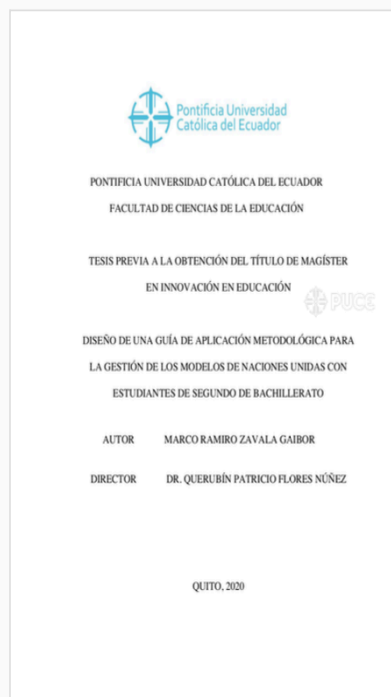 Pontificia Universidad
Católica del Ecuador
PONTIFICIA UNIVERSIDAD CATÓLICA DEL ECUADOR
FACULTAD DE CIENCIAS DE LA EDUCACIÓN
TESIS PREVIA A LA OBTENCIÓN DEL TÍTULO DE MAGÍSTER
EN INNOVACIÓN EN EDUCACIÓN
PUCE
DISEÑO DE UNA GUÍA DE APLICACIÓN METODOLÓGICA PARA
LA GESTIÓN DE LOS MODELOS DE NACIONES UNIDAS CON
ESTUDIANTES DE SEGUNDO DE BACHILLERATO
AUTOR MARCO RAMIRO ZAVALA GAIBOR
DIRECTOR DR. QUERUBÍN PATRICIO FLORES NÚÑEZ
QUITO, 2020